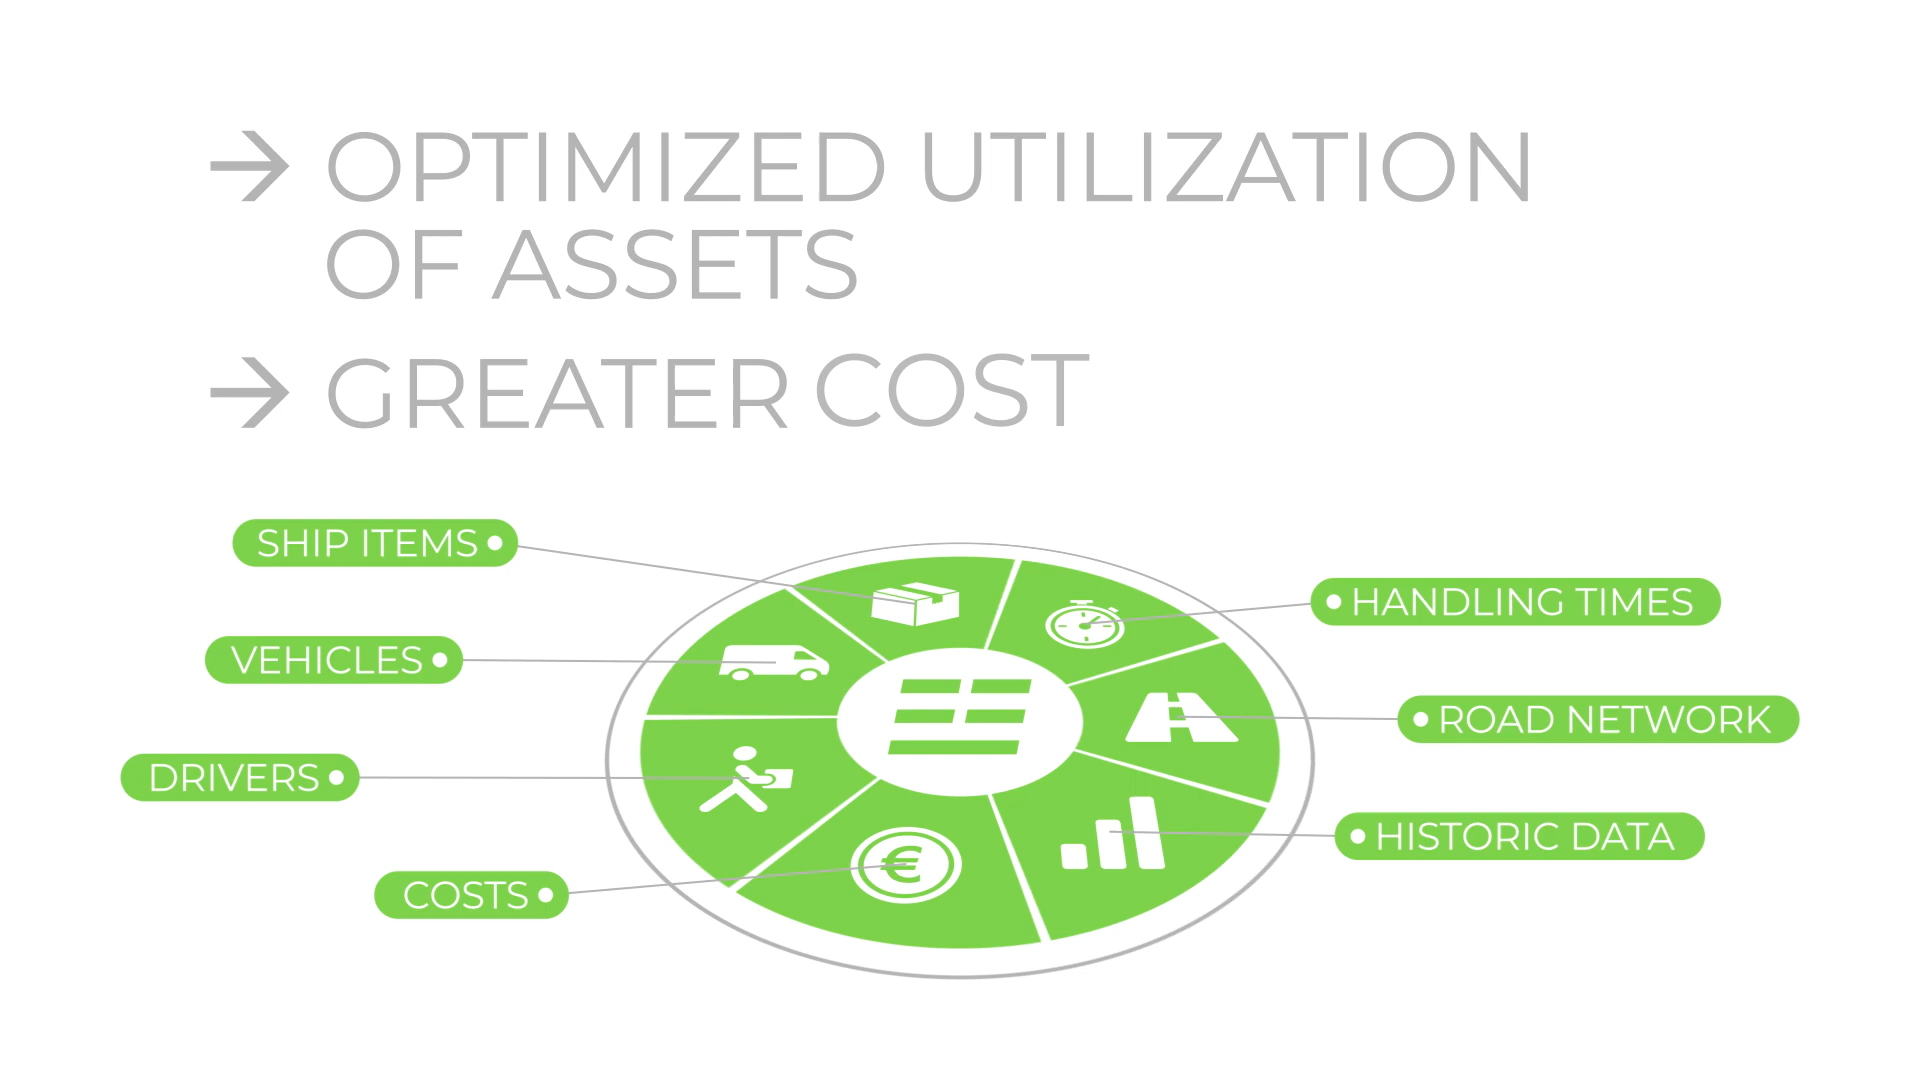 → OPTIMIZED UTILIZATION
OF ASSETS
→ GREATER COST
SHIP ITEMS
VEHICLES
DRIVERS
COSTS
€
HANDLING TIMES
ROAD NETWORK
HISTORIC DATA